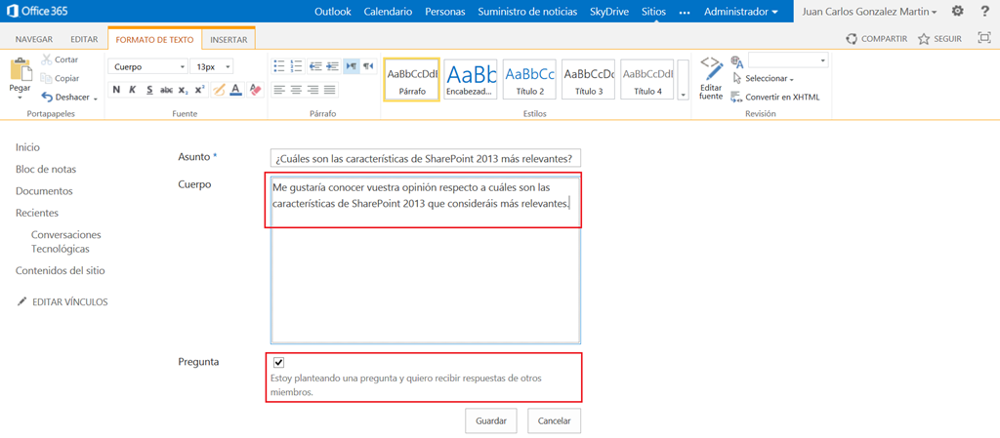 Office 365
Outlook Calendario Personas Suministro de noticias SkyDrive Sitios ••• Administrador Juan Carlos Gonzalez Martin ?
NAVEGAR EDITAR FORMATO DE TEXTO INSERTAR COMPARTIR SEGUIR
Pegar
Cortar
Copiar
Deshacer
Portapapeles
Cuerpo 13px
N K S abc x₂ x² A
Fuente
Párrafo
AaBbCcDdI AaBb AaBbCc AaBbCcDc AaBbCcDdI
Párrafo Encabezad... Título 2 Título 3 Título 4
Estilos
Editar fuente
Seleccionar
Convertir en XHTML
Revisión
Inicio
Bloc de notas
Documentos
Recientes
Conversaciones
Tecnológicas
Contenidos del sitio
EDITAR VÍNCULOS
Asunto * ¿Cuáles son las características de SharePoint 2013 más relevantes?
Cuerpo Me gustaría conocer vuestra opinión respecto a cuáles son las
características de SharePoint 2013 que consideráis más relevantes.
Pregunta
Estoy planteando una pregunta y quiero recibir respuestas de otros
miembros.
Guardar Cancelar